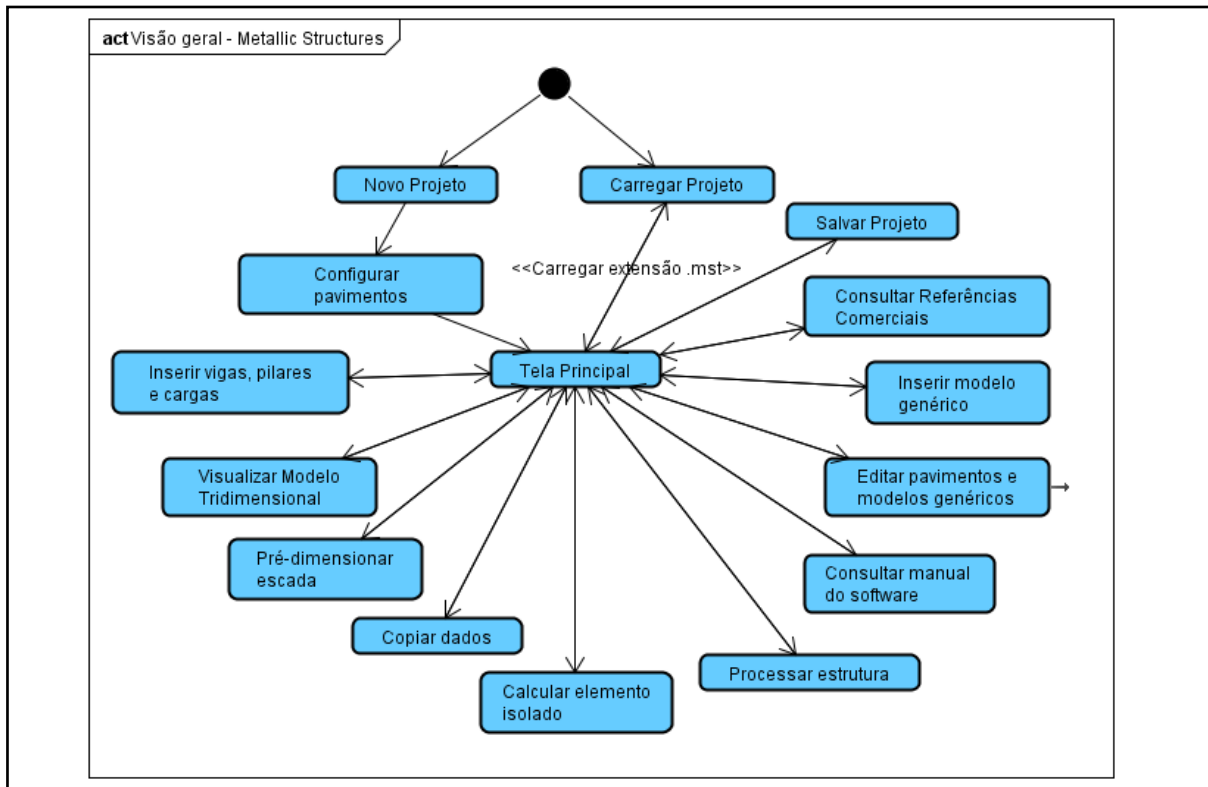 act Visão geral - Metallic Structures
Novo Projeto
Carregar Projeto
Salvar Projeto
Configurar
pavimentos
<<Carregar extensão .mst>>
Consultar Referências
Comerciais
Tela Principal
Inserir vigas, pilares
e cargas
Inserir modelo
genérico
Visualizar Modelo
Tridimensional
Editar pavimentos e
modelos genéricos
Pré-dimensionar
escada
Consultar manual
do software
Copiar dados
Processar estrutura
Calcular elemento
isolado